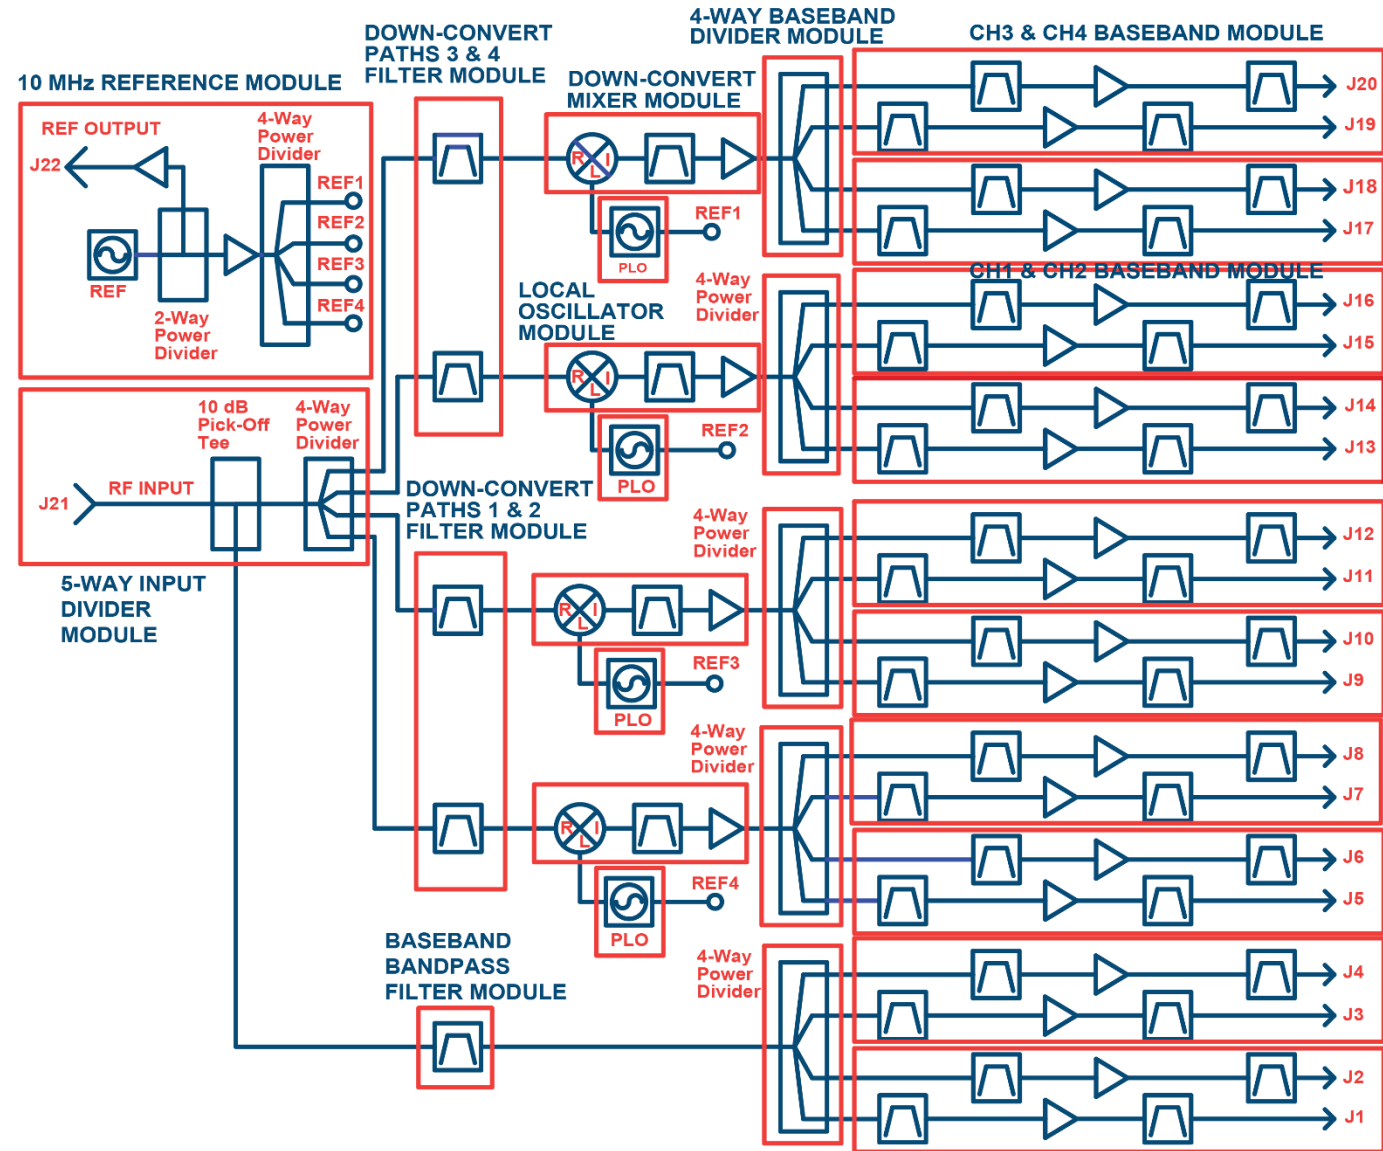 4-WAY BASEBAND
DIVIDER MODULE
CH3 & CH4 BASEBAND MODULE
DOWN-CONVERT
PATHS 3 & 4
FILTER MODULE
DOWN-CONVERT
MIXER MODULE
10 MHz REFERENCE MODULE
REF OUTPUT
4-Way
Power
Divider
J22
REF1
REF2
REF3
REF4
REF
2-Way
Power
Divider
R
I
L
REF1
PLO
J20
J19
J18
J17
LOCAL
OSCILLATOR
MODULE
4-Way
Power
Divider
CH1 & CH2 BASEBAND MODULE
J16
J15
J14
J13
R
I
L
REF2
PLO
10 dB
Pick-Off
Tee
4-Way
Power
Divider
J21
RF INPUT
5-WAY INPUT
DIVIDER
MODULE
DOWN-CONVERT
PATHS 1 & 2
FILTER MODULE
4-Way
Power
Divider
J12
J11
J10
J9
R
I
L
REF3
PLO
4-Way
Power
Divider
J8
J7
J6
J5
R
I
L
REF4
PLO
BASEBAND
BANDPASS
FILTER MODULE
4-Way
Power
Divider
J4
J3
J2
J1